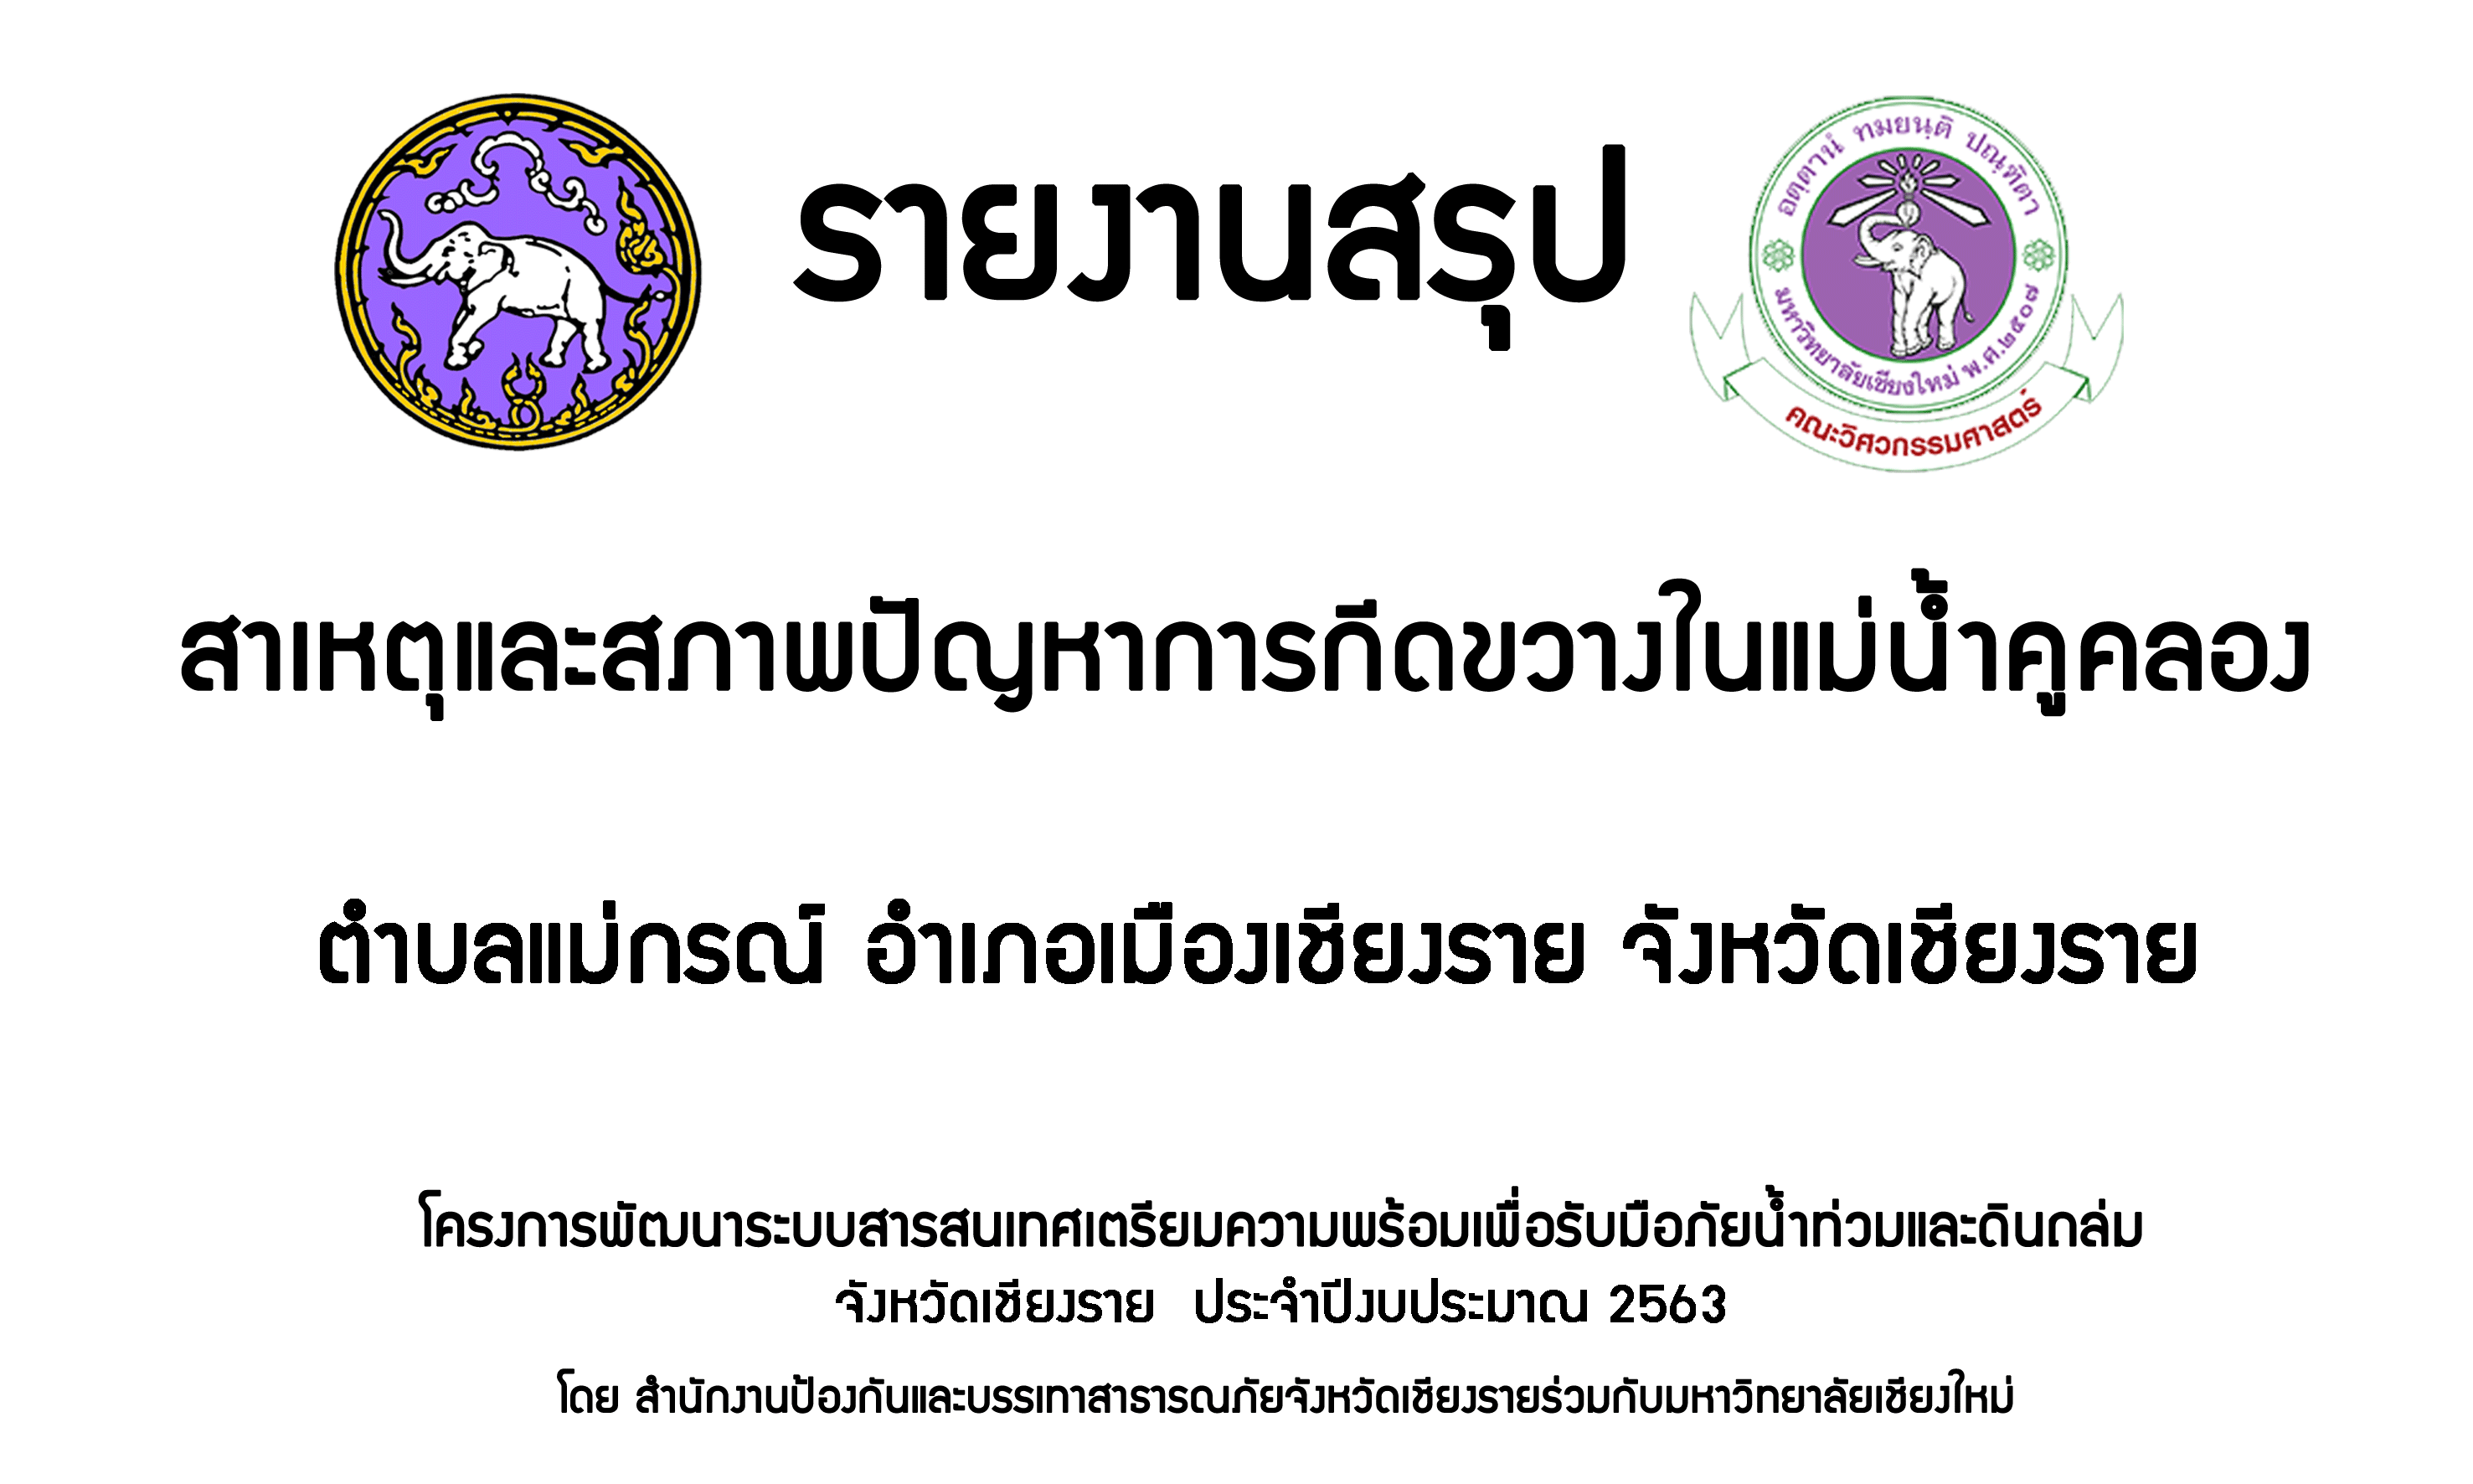 รายงานสรุป
อตฺตานํ ทมยนฺติ ปณฺฑิตา
มหาวิทยาลัยเชียงใหม่ พ.ศ.๒๕๐๗
คณะวิศวกรรมศาสตร์
สาเหตุและสภาพปัญหาการกีดขวางในแม่น้ำคูคลอง
ตำบลแม่กรณ์ อำเภอเมืองเชียงราย จังหวัดเชียงราย
โครงการพัฒนาระบบสารสนเทศเตรียมความพร้อมเพื่อรับมือภัยน้ำท่วมและดินถล่ม
จังหวัดเชียงราย ประจำปีงบประมาณ 2563
โดย สำนักงานป้องกันและบรรเทาสาธารณภัยจังหวัดเชียงรายร่วมกับมหาวิทยาลัยเชียงใหม่